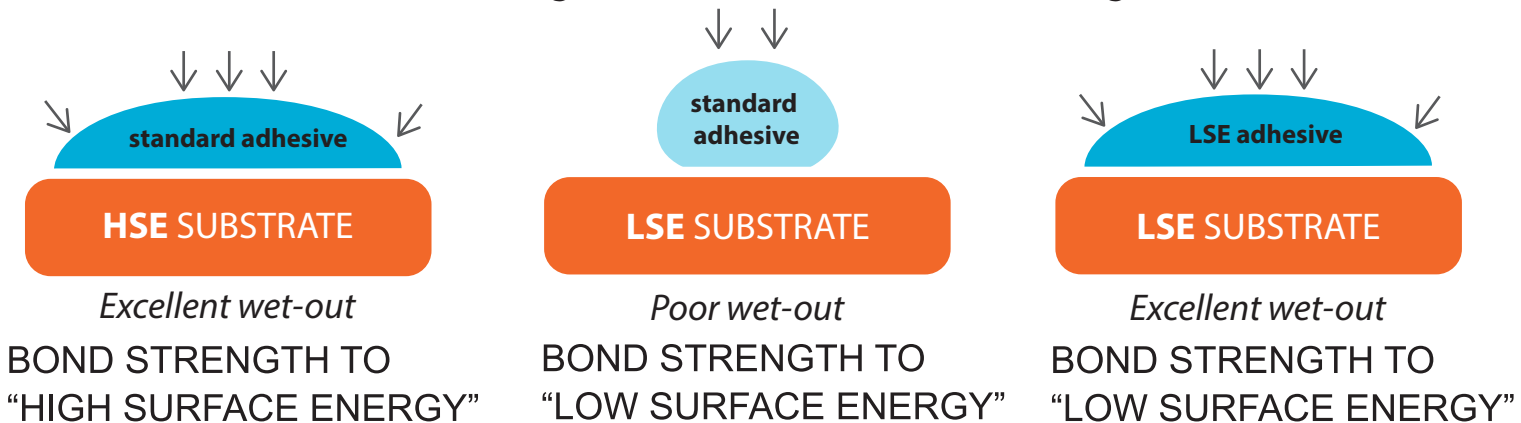 standard adhesive
HSE SUBSTRATE
Excellent wet-out
BOND STRENGTH TO
“HIGH SURFACE ENERGY”
standard
adhesive
LSE SUBSTRATE
Poor wet-out
BOND STRENGTH TO
“LOW SURFACE ENERGY”
LSE adhesive
LSE SUBSTRATE
Excellent wet-out
BOND STRENGTH TO
“LOW SURFACE ENERGY”